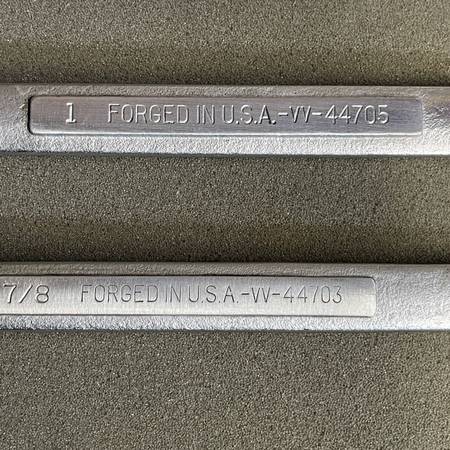 1 FORGED IN U.S.A.-VV-44705
7/8 FORGED IN U.S.A.-VV-44703